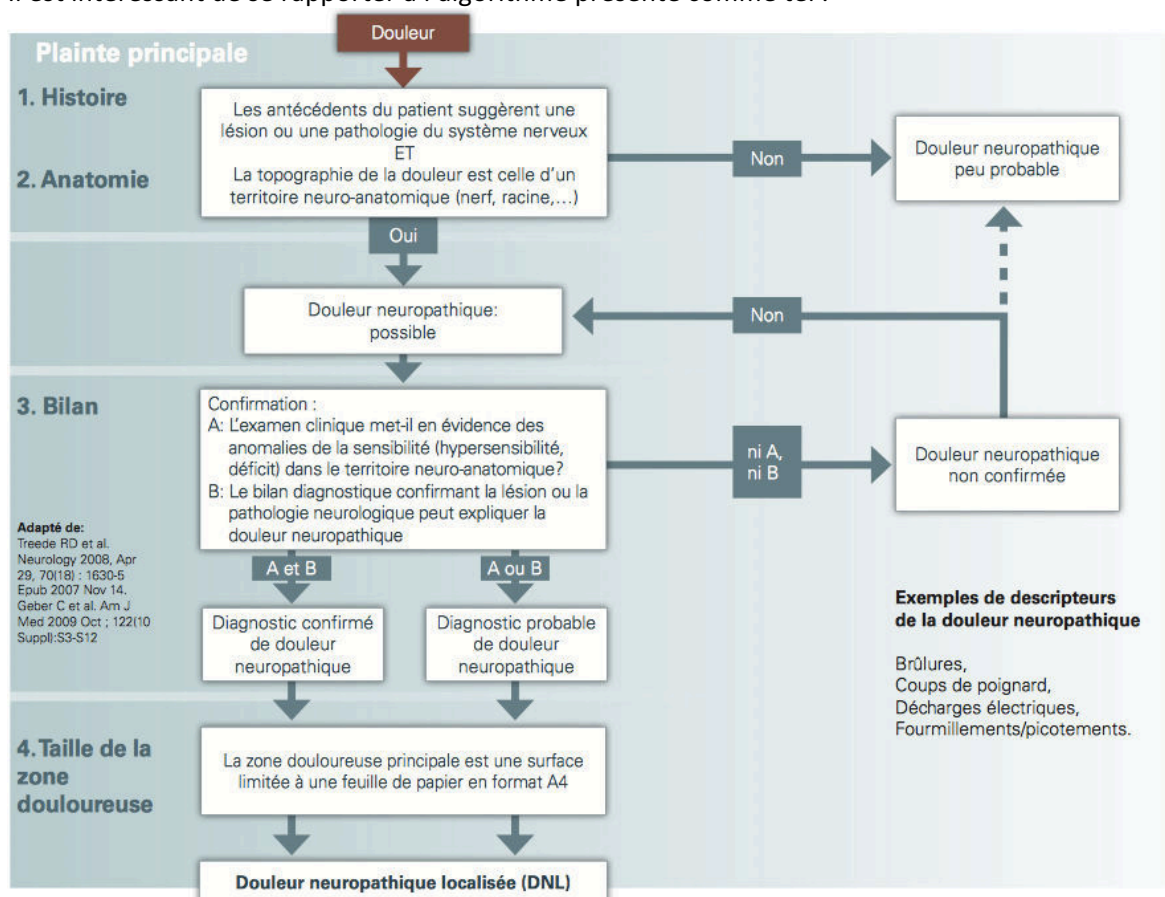 Il est intéressant de se rapporter à l'algorithme présenté comme tel :
Douleur
Plainte principale
1. Histoire
2. Anatomie
Les antécédents du patient suggèrent une
lésion ou une pathologie du système nerveux
ET
La topographie de la douleur est celle d'un
territoire neuro-anatomique (nerf, racine,…)
Non
Douleur neuropathique
peu probable
Oui
Douleur neuropathique:
possible
Non
3. Bilan
Confirmation :
A: L'examen clinique met-il en évidence des
anomalies de la sensibilité (hypersensibilité,
déficit) dans le territoire neuro-anatomique?
B: Le bilan diagnostique confirmant la lésion ou la
pathologie neurologique peut expliquer la
douleur neuropathique
ni A,
ni B
Douleur neuropathique
non confirmée
Adapté de:
Treede RD et al.
Neurology 2008, Apr
29, 70(18) : 1630-5
Epub 2007 Nov 14.
Geber C et al. Am J
Med 2009 Oct ; 122(10
Suppl):S3-S12
A et B
A ou B
Diagnostic confirmé
de douleur
neuropathique
Diagnostic probable
de douleur
neuropathique
Exemples de descripteurs
de la douleur neuropathique
Brûlures,
Coups de poignard,
Décharges électriques,
Fourmillements/picotements.
4. Taille de la
zone
douloureuse
La zone douloureuse principale est une surface
limitée à une feuille de papier en format A4
Douleur neuropathique localisée (DNL)